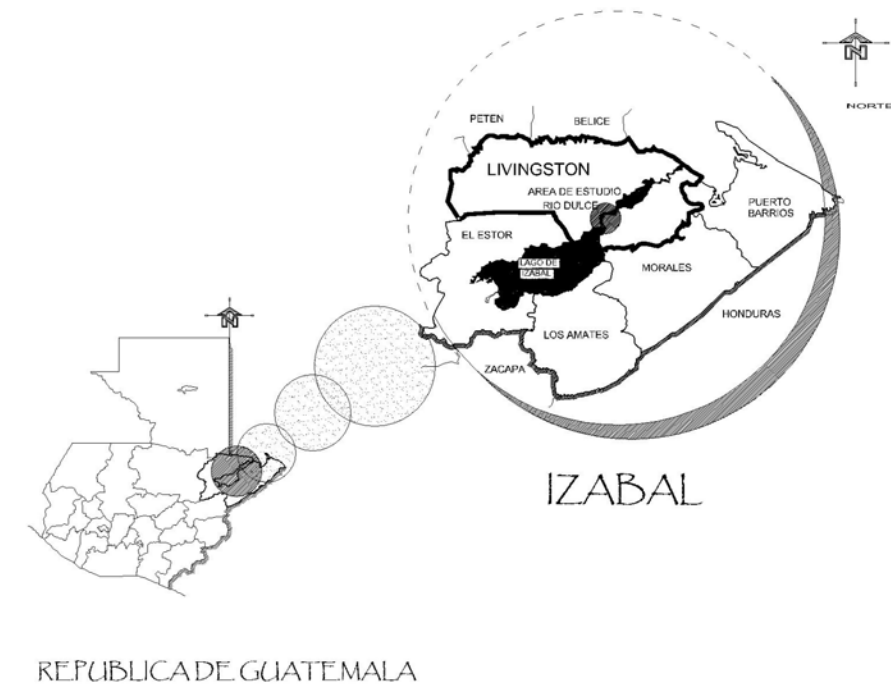 N
NORTE
PETEN
BELICE
LIVINGSTON
AREA DE ESTUDIO
RIO DULCE
PUERTO
BARRIOS
EL ESTOR
LAGO DE
IZABAL
MORALES
HONDURAS
LOS AMATES
ZACAPA
N
IZABAL
REPUBLICA DE GUATEMALA